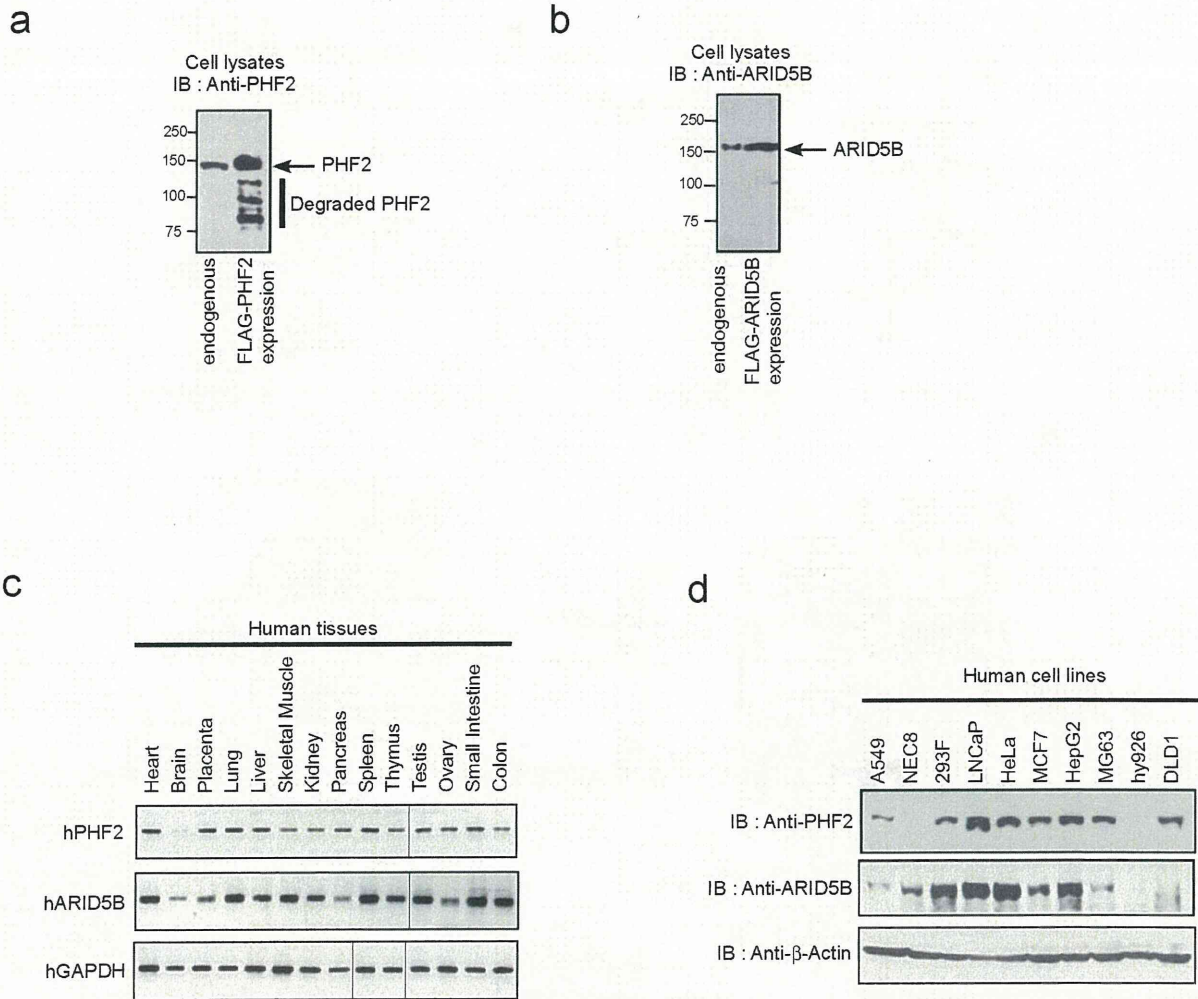 a
Cell lysates
IB : Anti-PHF2
250
150
100
75
PHF2
Degraded PHF2
endogenous
FLAG-PHF2
expression
b
Cell lysates
IB : Anti-ARID5B
250
150
100
75
ARID5B
endogenous
FLAG-ARID5B
expression
c
Human tissues
Heart
Brain
Placenta
Lung
Liver
Skeletal Muscle
Kidney
Pancreas
Spleen
Thymus
Testis
Ovary
Small Intestine
Colon
hPHF2
hARID5B
hGAPDH
d
Human cell lines
A549
NEC8
293F
LNCaP
HeLa
MCF7
HepG2
MG63
hy926
DLD1
IB : Anti-PHF2
IB : Anti-ARID5B
IB : Anti-β-Actin